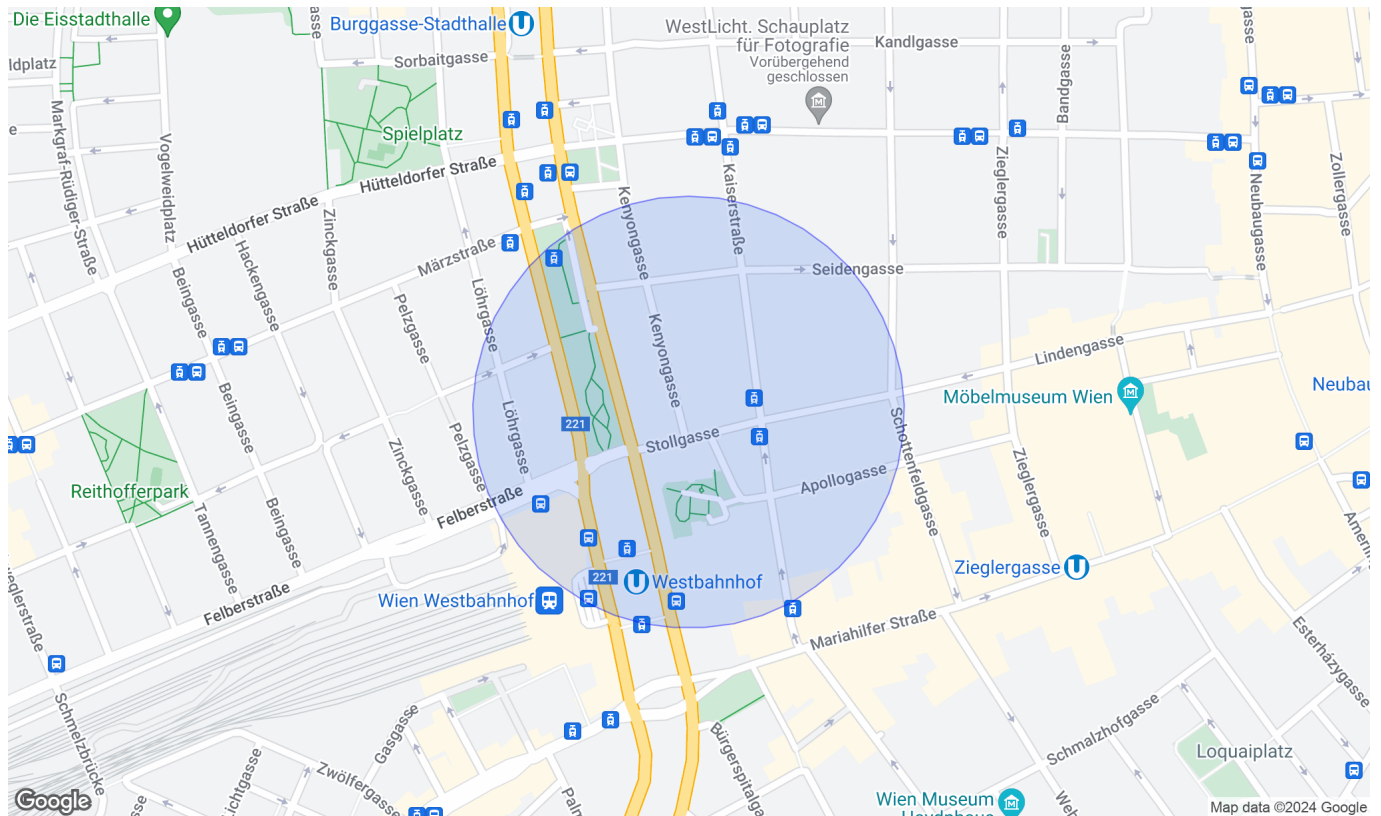 Die Eisstadthalle
Burggasse-Stadthalle
WestLicht. Schauplatz
für Fotografie
Vorübergehend
geschlossen
Kandlgasse
Sorbaitgasse
ldplatz
Markgraf-Rüdiger-Straße
Vogelweidplatz
Spielplatz
Hütteldorfer Straße
Hütteldorfer Straße
Bandgasse
Zieglergasse
Kaiserstraße
Kenyongasse
Neubaugasse
Zollergasse
Zinckgasse
Hackengasse
Beingasse
Märzstraße
Löhrgasse
Pelzgasse
Seidengasse
Kenyongasse
Lindengasse
Möbelmuseum Wien
Neubau
Beingasse
Löhrgasse
221
Stollgasse
Schottenfeldgasse
Zinckgasse
Pelzgasse
Reithofferpark
Apollogasse
Zieglergasse
Felberstraße
Tannengasse
Beingasse
221
Westbahnhof
Zieglergasse
Wien Westbahnhof
Felberstraße
Mariahilfer Straße
Esterházygasse
Schmelzbrücke
Gasgasse
Bürgerspitalga
Schmalzhofgasse
Loquaiplatz
Zwölfergasse
Lichtgasse
Wien Museum
Google
Map data ©2024 Google